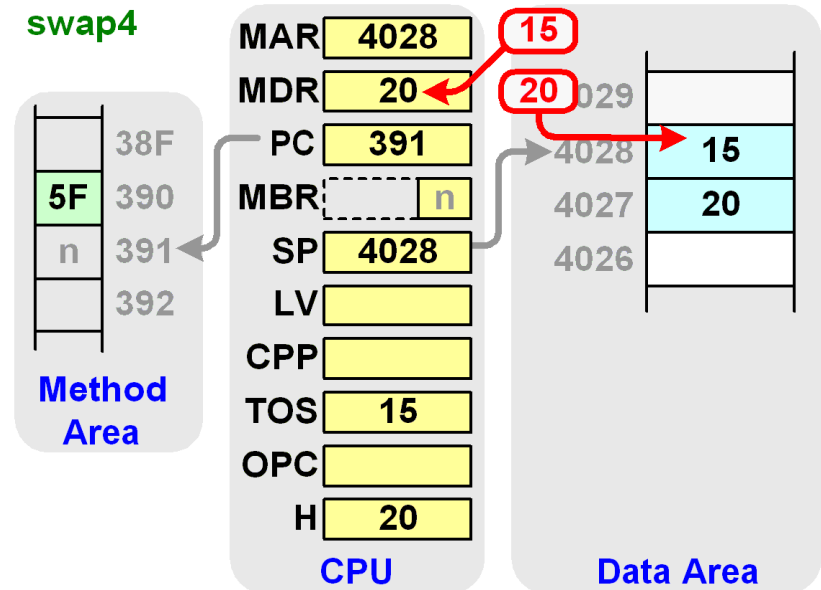 swap4
38F
5F 390
n 391
392
Method
Area
MAR 4028
MDR 20
PC 391
MBR n
SP 4028
LV
CPP
TOS 15
OPC
H 20
CPU
15
20
029
4028 15
4027 20
4026
Data Area